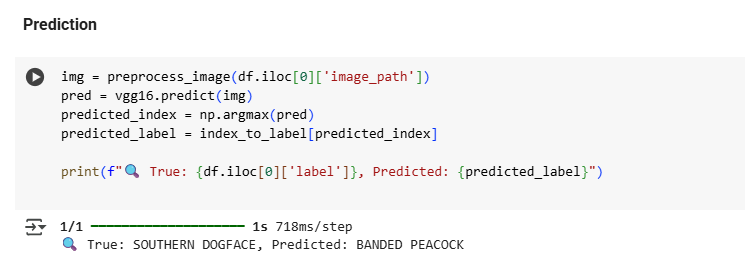 Prediction
img = preprocess_image(df.iloc[0]['image_path'])
pred = vgg16.predict(img)
predicted_index = np.argmax(pred)
predicted_label = index_to_label[predicted_index]
print(f"🔍 True: {df.iloc[0]['label']}, Predicted: {predicted_label}")
1/1 ━━━━━━━━━━━━━━━━━━━━ 1s 718ms/step
🔍 True: SOUTHERN DOGFACE, Predicted: BANDED PEACOCK